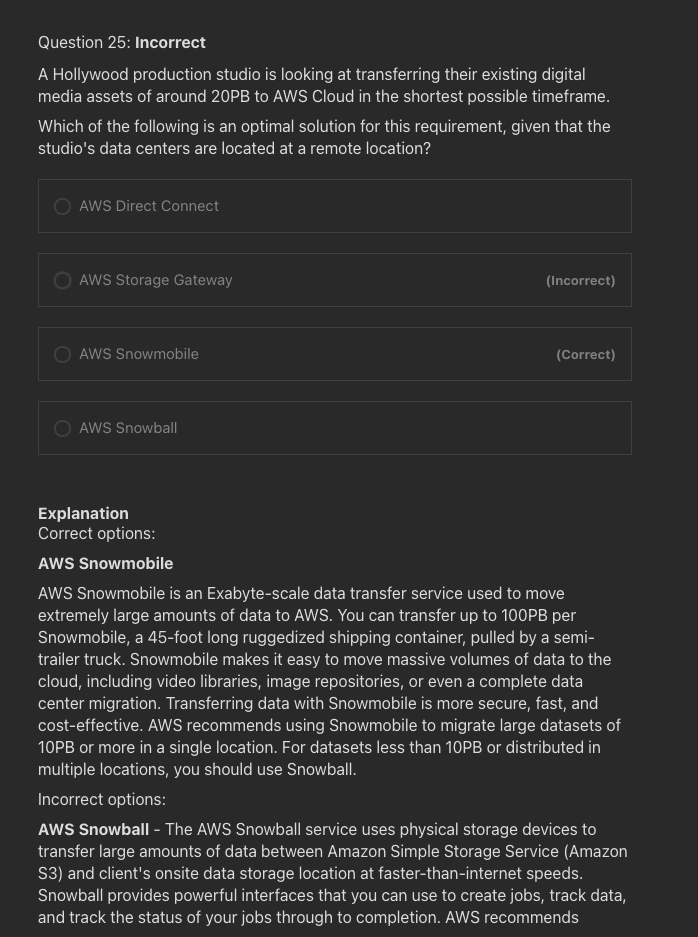 Question 25: Incorrect
A Hollywood production studio is looking at transferring their existing digital
media assets of around 20PB to AWS Cloud in the shortest possible timeframe.
Which of the following is an optimal solution for this requirement, given that the
studio's data centers are located at a remote location?
AWS Direct Connect
AWS Storage Gateway (Incorrect)
AWS Snowmobile (Correct)
AWS Snowball
Explanation
Correct options:
AWS Snowmobile
AWS Snowmobile is an Exabyte-scale data transfer service used to move
extremely large amounts of data to AWS. You can transfer up to 100PB per
Snowmobile, a 45-foot long ruggedized shipping container, pulled by a semi-
trailer truck. Snowmobile makes it easy to move massive volumes of data to the
cloud, including video libraries, image repositories, or even a complete data
center migration. Transferring data with Snowmobile is more secure, fast, and
cost-effective. AWS recommends using Snowmobile to migrate large datasets of
10PB or more in a single location. For datasets less than 10PB or distributed in
multiple locations, you should use Snowball.
Incorrect options:
AWS Snowball - The AWS Snowball service uses physical storage devices to
transfer large amounts of data between Amazon Simple Storage Service (Amazon
S3) and client's onsite data storage location at faster-than-internet speeds.
Snowball provides powerful interfaces that you can use to create jobs, track data,
and track the status of your jobs through to completion. AWS recommends